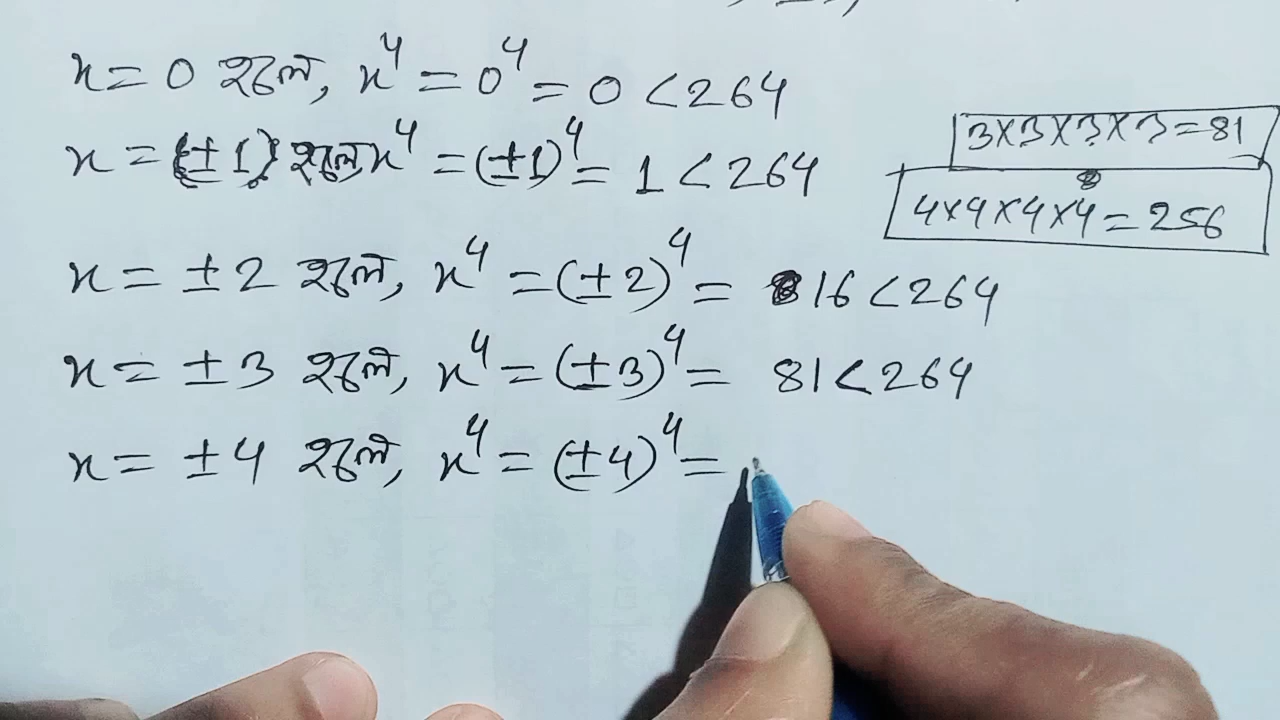 x = 0 হলে, x⁴ = 0⁴ = 0 < 264
x = (±1) হলে x⁴ = (±1)⁴ = 1 < 264
3×3×3×3=81
4×4×4×4=256
x = ±2 হলে, x⁴ = (±2)⁴ = 16 < 264
x = ±3 হলে, x⁴ = (±3)⁴ = 81 < 264
x = ±4 হলে, x⁴ = (±4)⁴ =